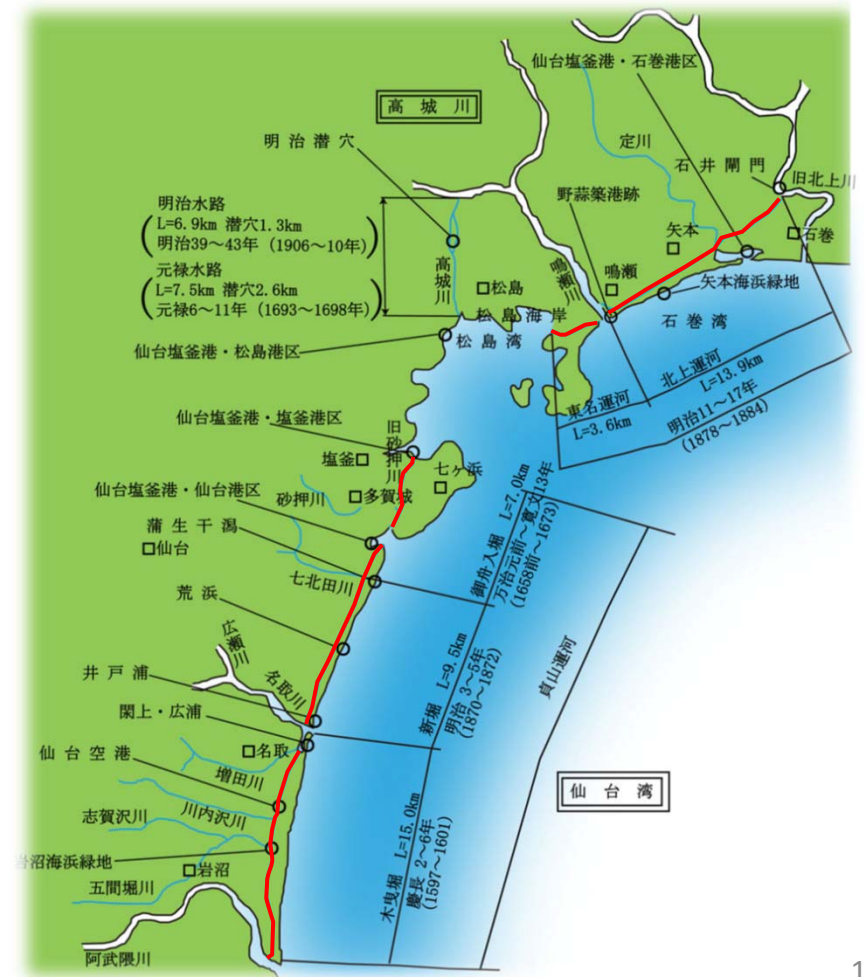 仙台塩釜港・石巻港区
高城川
定川
石井閘門
明治潜穴
旧北上川
野蒜築港跡
明治水路
L=6.9km 潜穴1.3km
明治39～43年 (1906～10年)
元禄水路
L=7.5km 潜穴2.6km
元禄6～11年 (1693～1698年)
高城川
松島
鳴瀬川
鳴瀬
矢本
石巻
矢本海浜緑地
松島海岸
石巻湾
仙台塩釜港・松島港区
松島湾
北上運河
L=13.9km
東名運河
L=3.6km
明治11～17年
(1878～1884)
仙台塩釜港・塩釜港区
旧砂押川
塩釜
七ヶ浜
仙台塩釜港・仙台港区
砂押川
多賀城
蒲生干潟
仙台
七北田川
御舟入堀 L=7.0km
万治元前～寛文13年
(1658前～1673)
荒浜
広瀬川
名取川
井戸浦
新堀 L=9.5km
明治 3～5年
(1870～1872)
貞山運河
閖上・広浦
名取
仙台空港
増田川
仙台湾
志賀沢川
川内沢川
木曳堀 L=15.0km
慶長 2～6年
(1597～1601)
岩沼海浜緑地
岩沼
五間堀川
阿武隈川
1